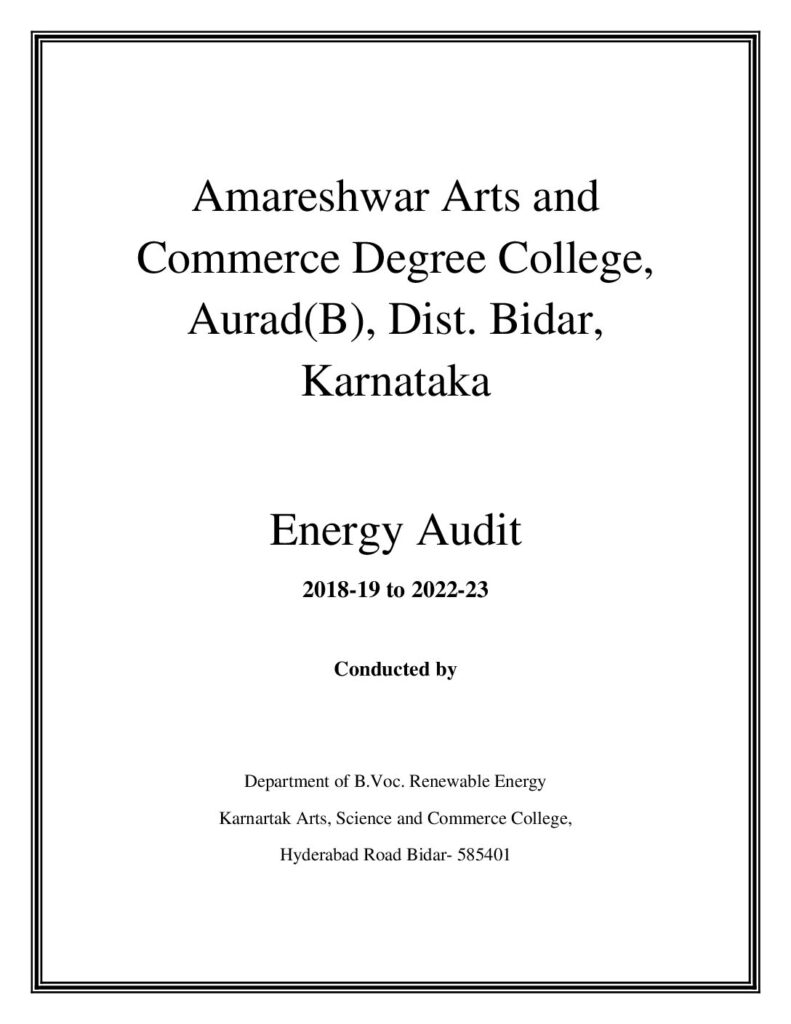 Amareshwar Arts and
Commerce Degree College,
Aurad(B), Dist. Bidar,
Karnataka
Energy Audit
2018-19 to 2022-23
Conducted by
Department of B.Voc. Renewable Energy
Karnartak Arts, Science and Commerce College,
Hyderabad Road Bidar- 585401